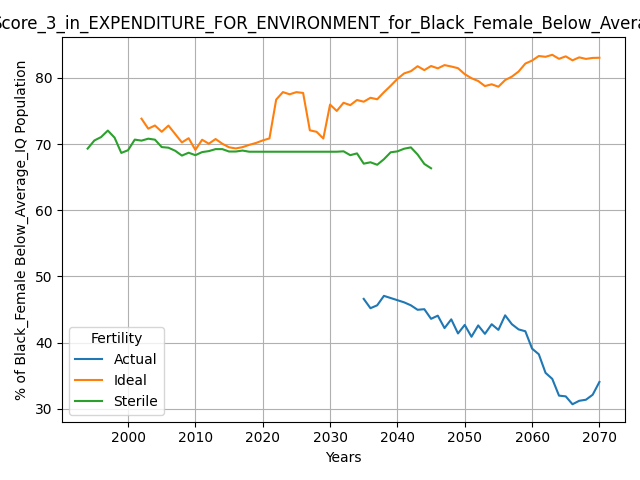 Score_3_in_EXPENDITURE_FOR_ENVIRONMENT_for_Black_Female_Below_Avera
% of Black_Female Below_Average_IQ Population
80
70
60
50
40
30
Fertility
Actual
Ideal
Sterile
2000 2010 2020 2030 2040 2050 2060 2070
Years